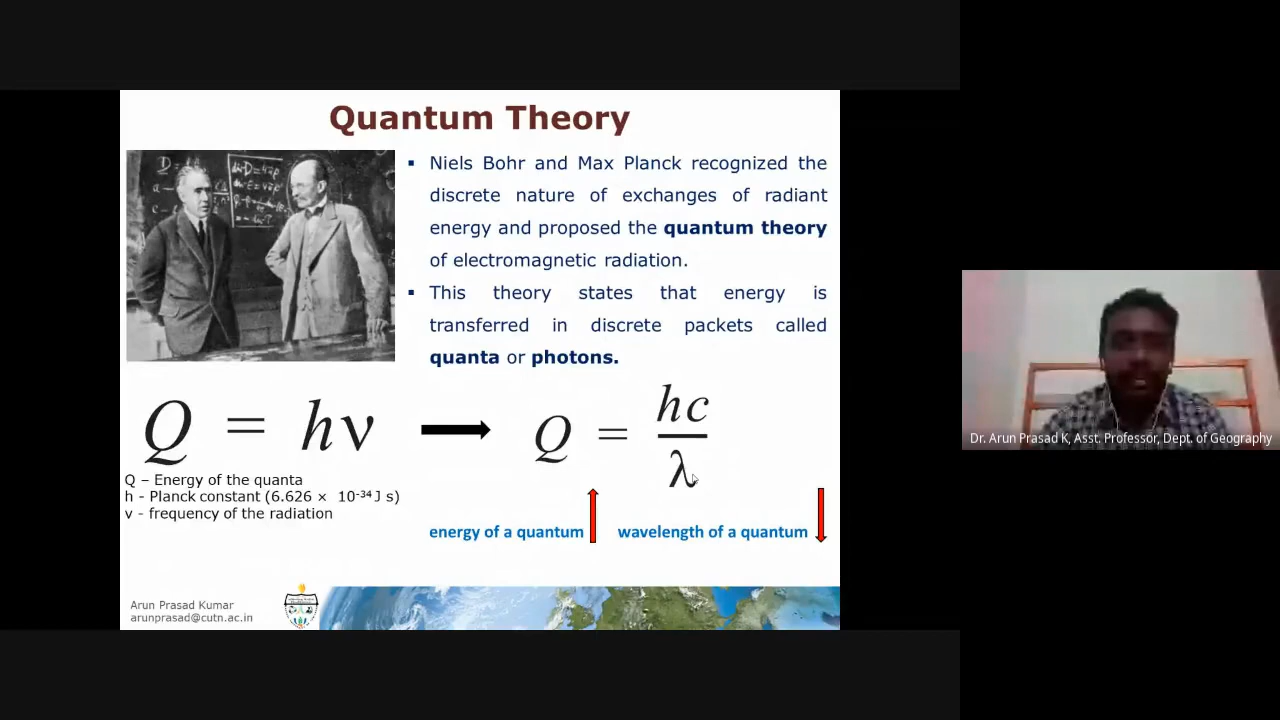 Quantum Theory
▪ Niels Bohr and Max Planck recognized the
discrete nature of exchanges of radiant
energy and proposed the quantum theory
of electromagnetic radiation.
▪ This theory states that energy is
transferred in discrete packets called
quanta or photons.
Q = hν
Q = hc/λ
Q – Energy of the quanta
h - Planck constant (6.626 × 10⁻³⁴ J s)
ν - frequency of the radiation
energy of a quantum
wavelength of a quantum
Arun Prasad Kumar
arunprasad@cutn.ac.in
Dr. Arun Prasad K, Asst. Professor, Dept. of Geography